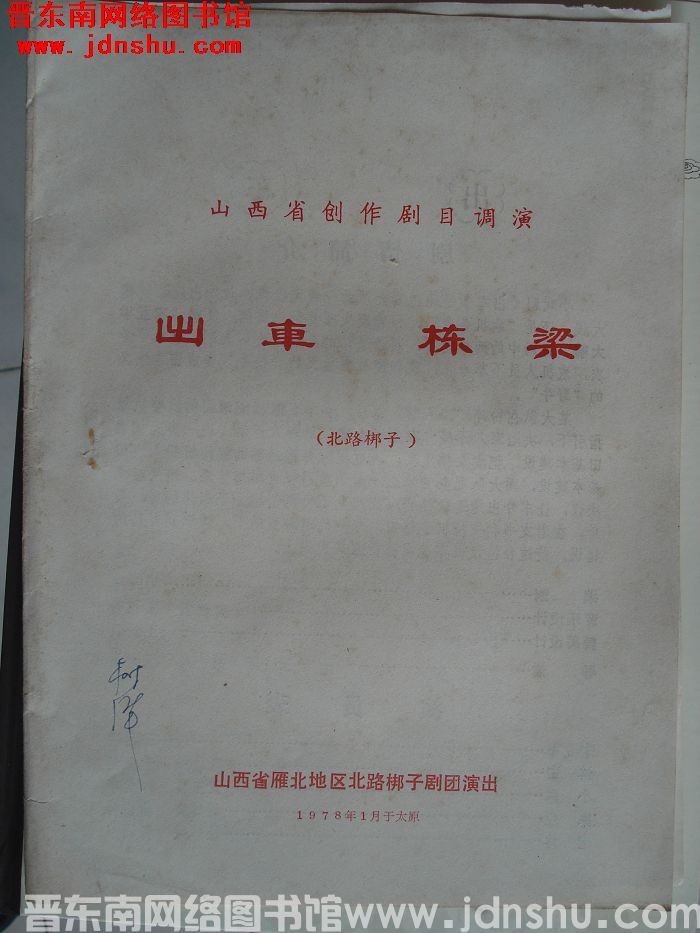 晋东南网络图书馆
www.jdnshu.com
山西省创作剧目调演
出車 栋梁
（北路梆子）
树
山西省雁北地区北路梆子剧团演出
1978年1月于太原
晋东南网络图书馆www.jdnshu.com